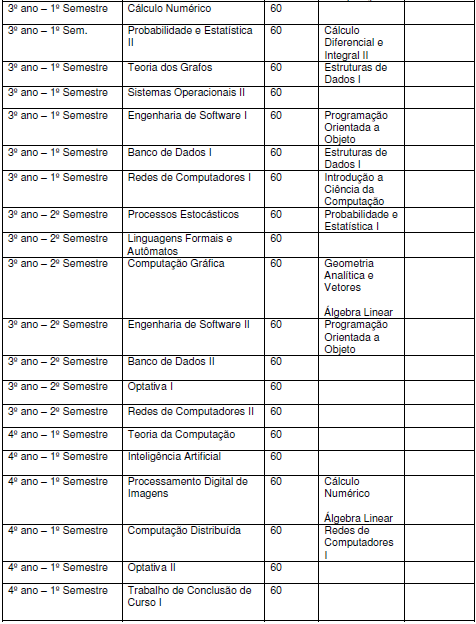 3º ano – 1º Semestre Cálculo Numérico 60
3º ano – 1º Sem. Probabilidade e Estatística 60 Cálculo
II Diferencial e
Integral II
3º ano – 1º Semestre Teoria dos Grafos 60 Estruturas de
Dados I
3º ano – 1º Semestre Sistemas Operacionais II 60
3º ano – 1º Semestre Engenharia de Software I 60 Programação
Orientada a
Objeto
3º ano – 1º Semestre Banco de Dados I 60 Estruturas de
Dados I
3º ano – 1º Semestre Redes de Computadores I 60 Introdução a
Ciência da
Computação
3º ano – 2º Semestre Processos Estocásticos 60 Probabilidade e
Estatística I
3º ano – 2º Semestre Linguagens Formais e 60
Autômatos
3º ano – 2º Semestre Computação Gráfica 60 Geometria
Analítica e
Vetores
Álgebra Linear
3º ano – 2º Semestre Engenharia de Software II 60 Programação
Orientada a
Objeto
3º ano – 2º Semestre Banco de Dados II 60
3º ano – 2º Semestre Optativa I 60
3º ano – 2º Semestre Redes de Computadores II 60
4º ano – 1º Semestre Teoria da Computação 60
4º ano – 1º Semestre Inteligência Artificial 60
4º ano – 1º Semestre Processamento Digital de 60 Cálculo
Imagens Numérico
Álgebra Linear
4º ano – 1º Semestre Computação Distribuída 60 Redes de
Computadores
I
4º ano – 1º Semestre Optativa II 60
4º ano – 1º Semestre Trabalho de Conclusão de 60
Curso I